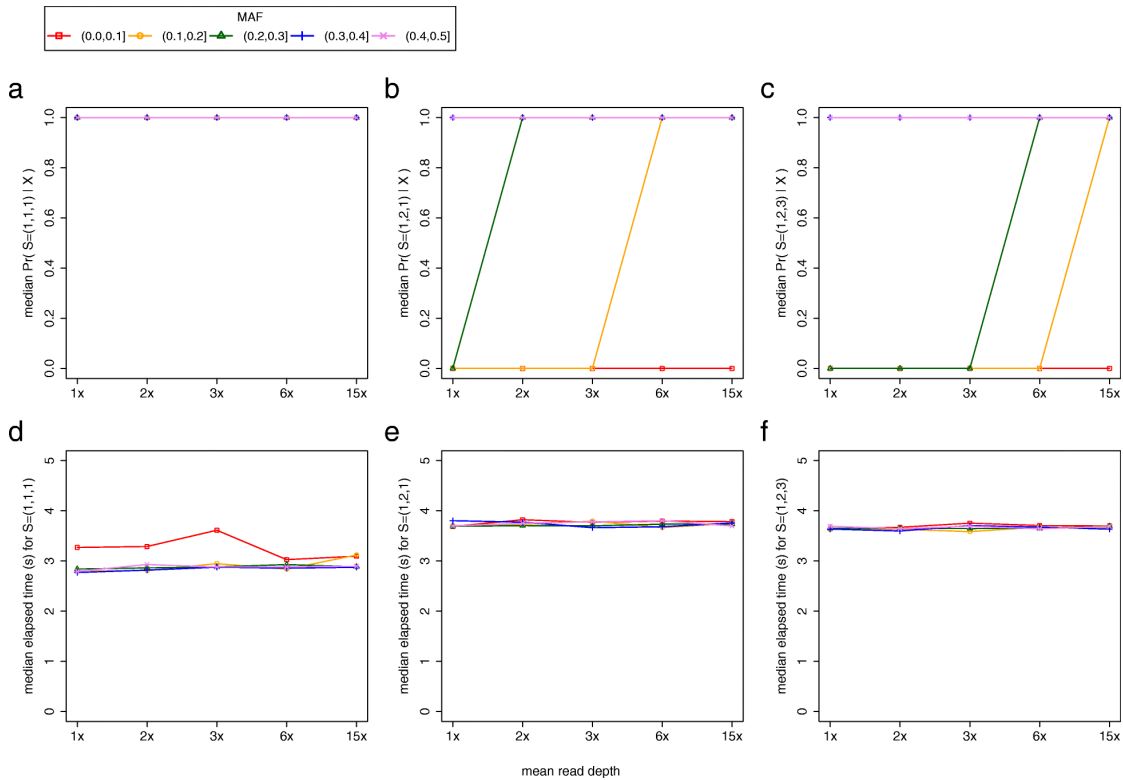 MAF
(0.0,0.1] (0.1,0.2] (0.2,0.3] (0.3,0.4] (0.4,0.5]
a
b
c
median Pr( S=(1,1,1) | X )
0.0 0.2 0.4 0.6 0.8 1.0
1x 2x 3x 6x 15x
median Pr( S=(1,2,1) | X )
0.0 0.2 0.4 0.6 0.8 1.0
1x 2x 3x 6x 15x
median Pr( S=(1,2,3) | X )
0.0 0.2 0.4 0.6 0.8 1.0
1x 2x 3x 6x 15x
d
e
f
median elapsed time (s) for S=(1,1,1)
0 1 2 3 4 5
1x 2x 3x 6x 15x
median elapsed time (s) for S=(1,2,1)
0 1 2 3 4 5
1x 2x 3x 6x 15x
median elapsed time (s) for S=(1,2,3)
0 1 2 3 4 5
1x 2x 3x 6x 15x
mean read depth